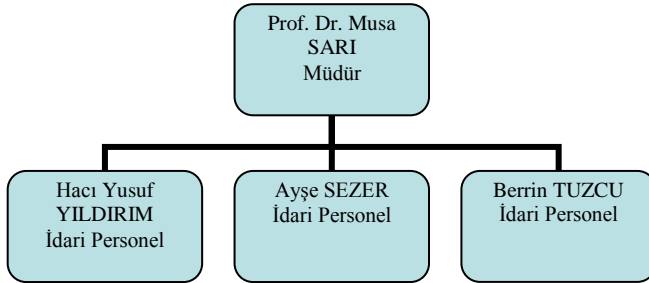 Prof. Dr. Musa
SARI
Müdür
Hacı Yusuf
YILDIRIM
İdari Personel
Ayşe SEZER
İdari Personel
Berrin TUZCU
İdari Personel